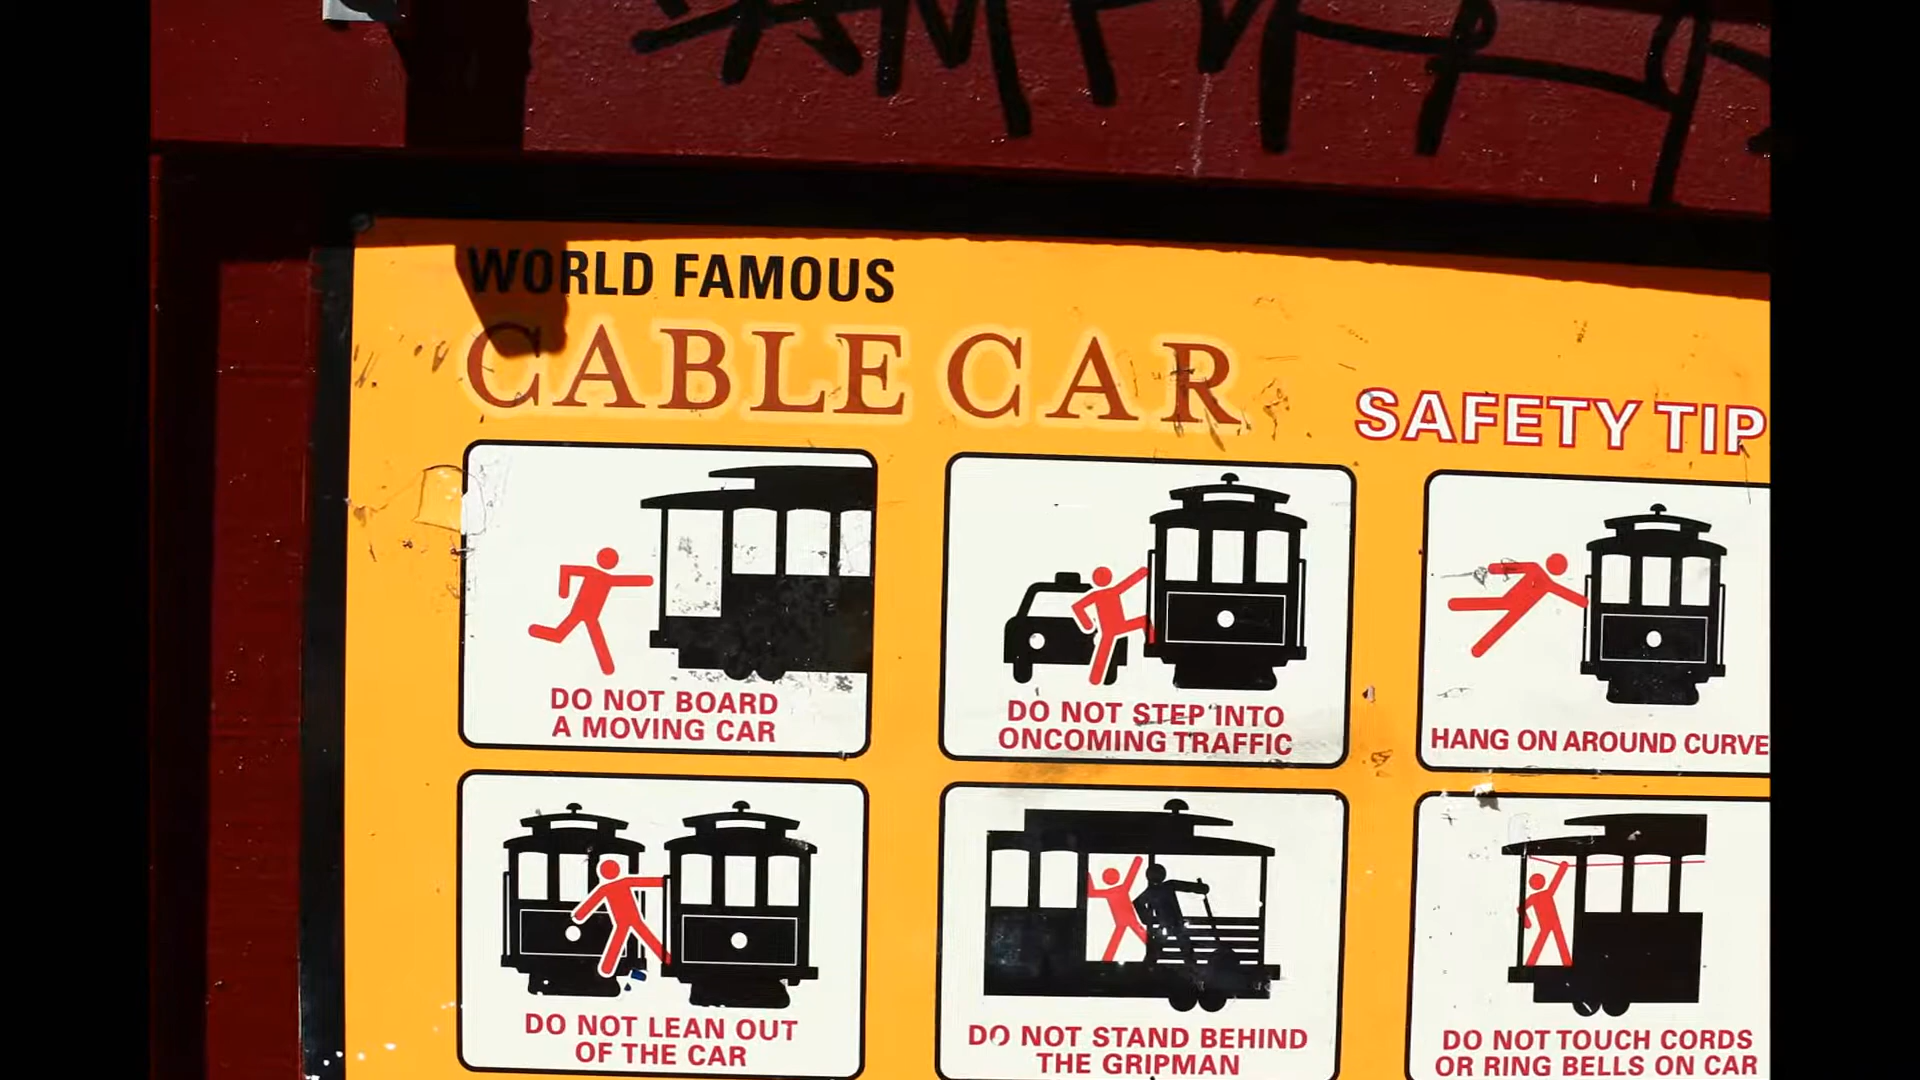 WORLD FAMOUS
CABLE CAR
SAFETY TIP
DO NOT BOARD
A MOVING CAR
DO NOT STEP INTO
ONCOMING TRAFFIC
HANG ON AROUND CURVE
DO NOT LEAN OUT
OF THE CAR
DO NOT STAND BEHIND
THE GRIPMAN
DO NOT TOUCH CORDS
OR RING BELLS ON CAR